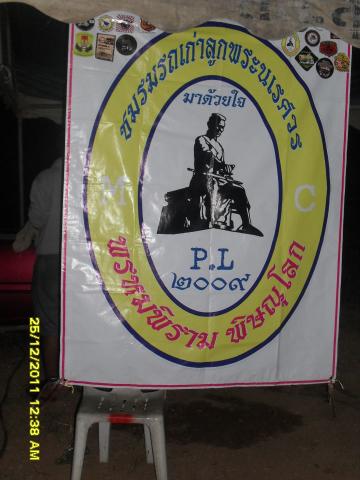 ชมรมรถเก่าลูกพระนเรศวร
มาด้วยใจ
M C
P.L
๒๐๐๙
พรหมพิราม พิษณุโลก
25/12/2011 12:38 AM